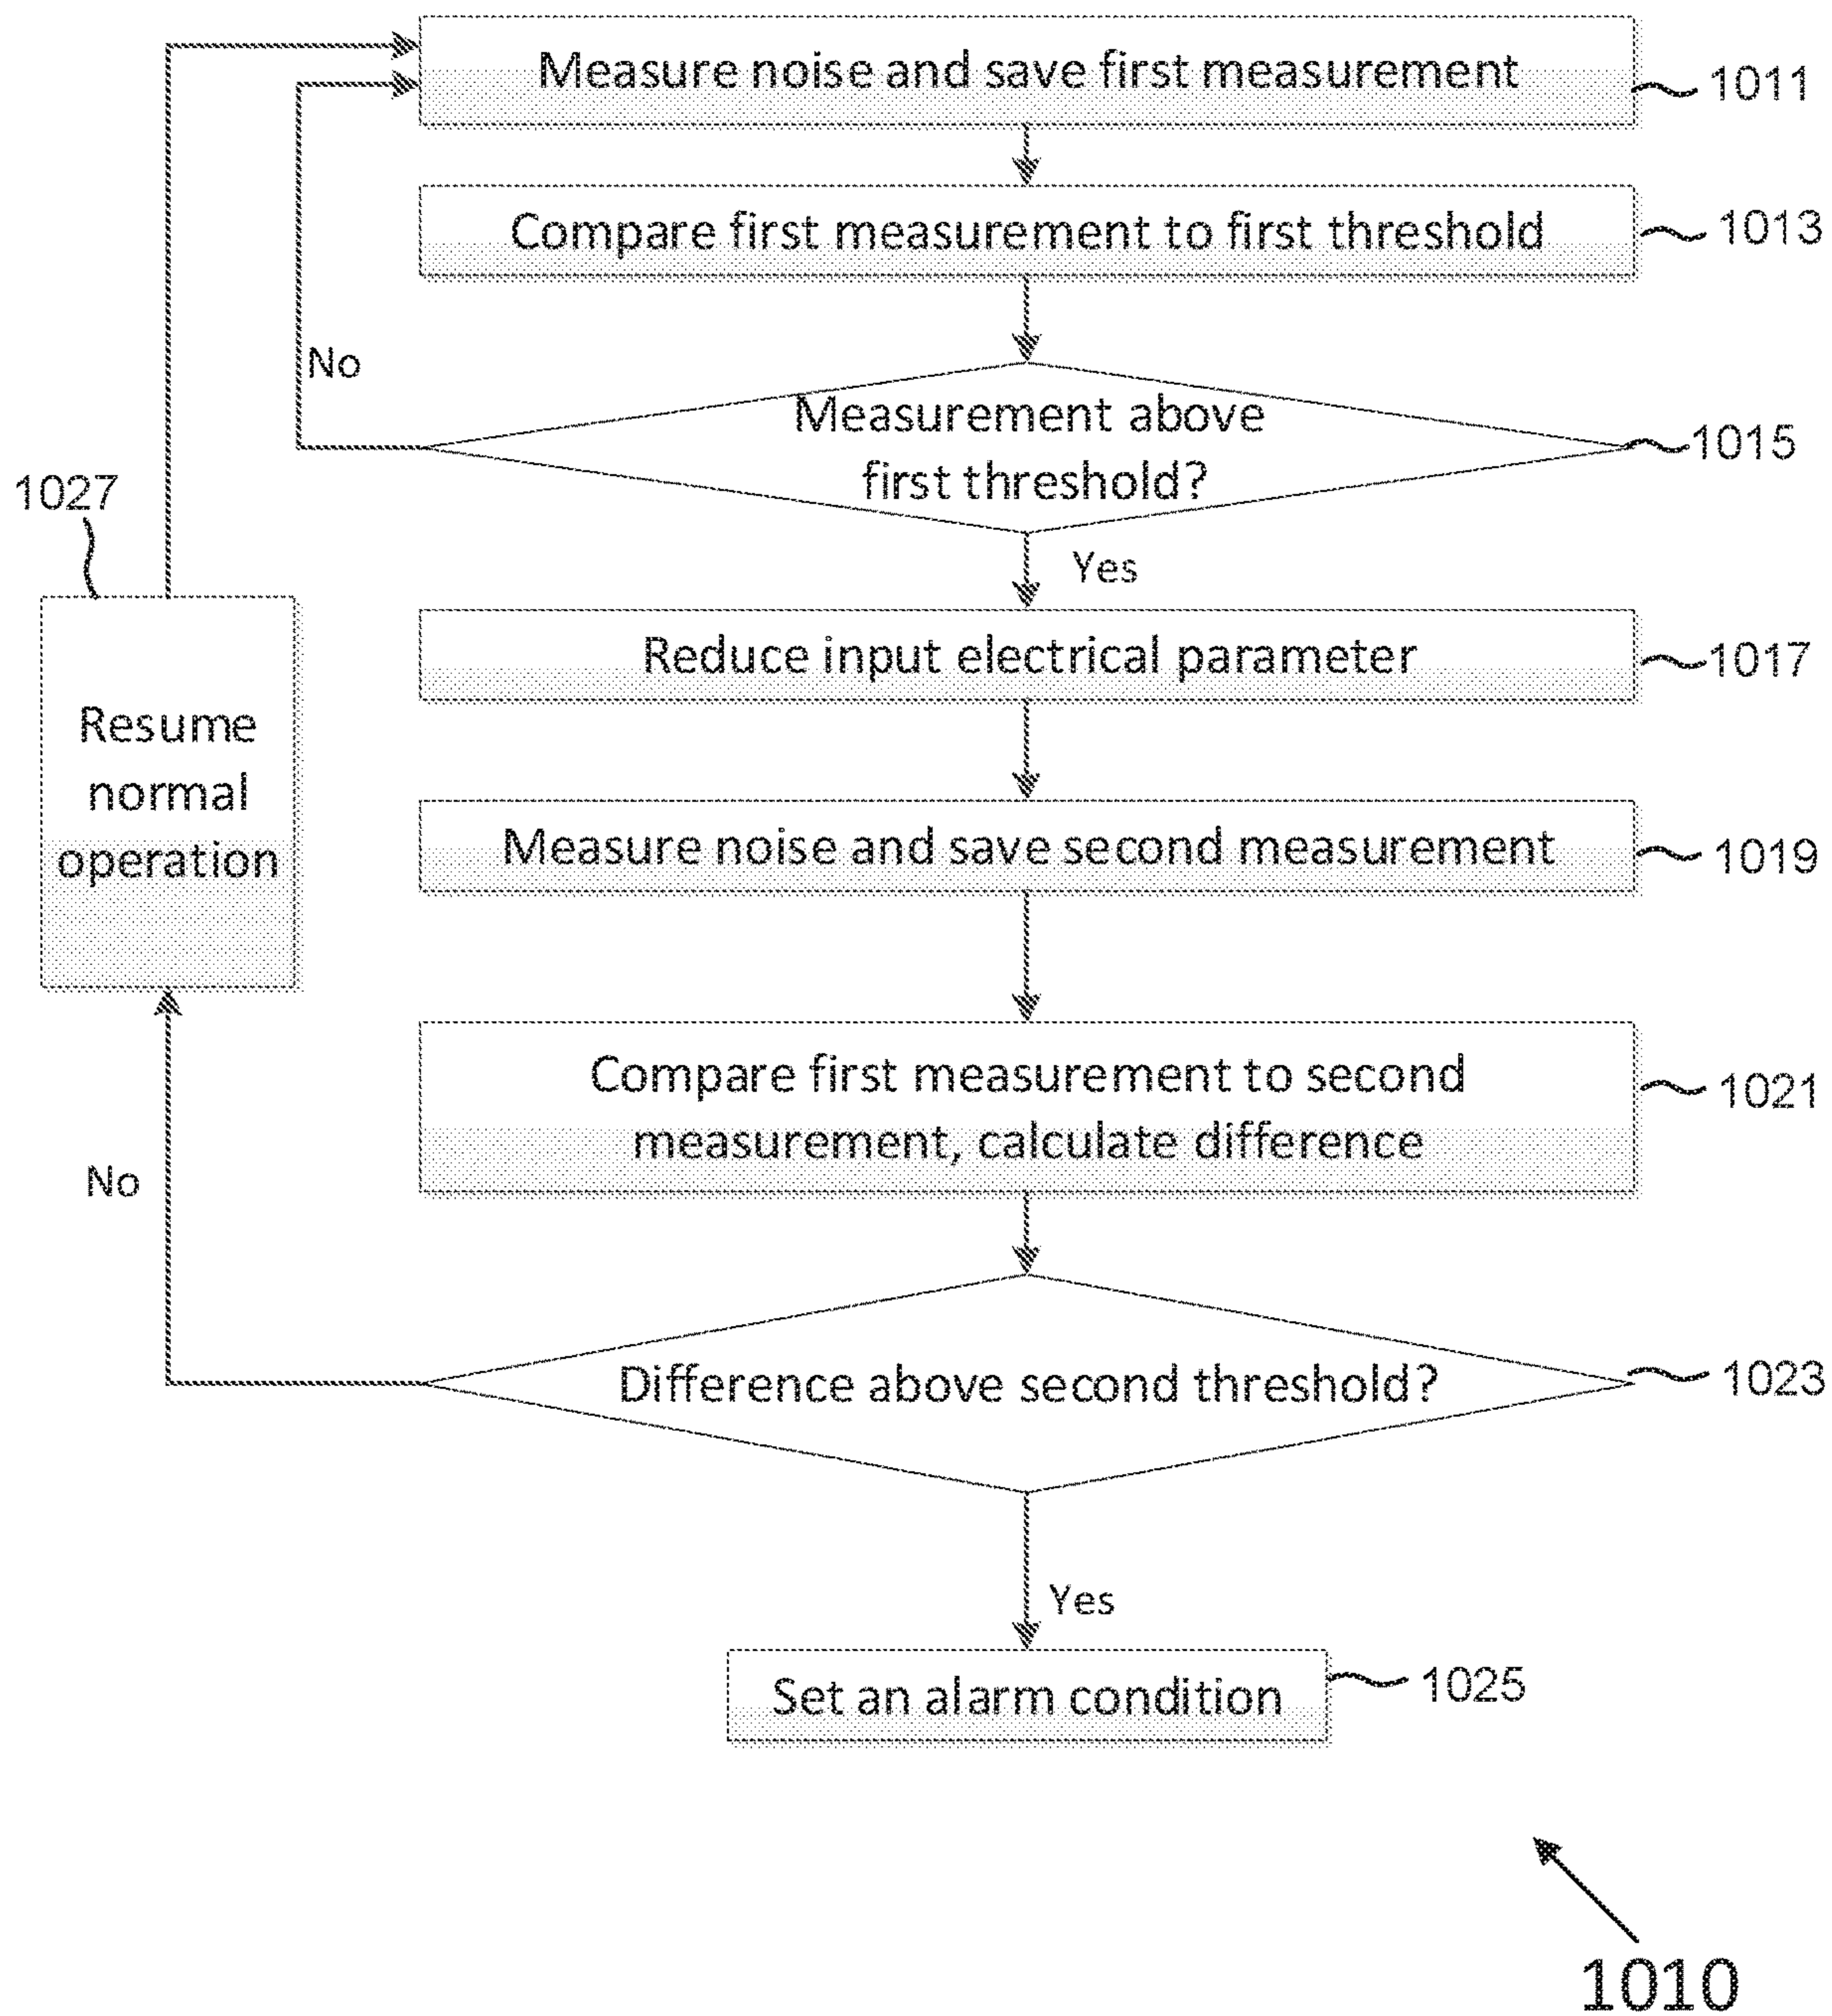 Measure noise and save first measurement
1011
Compare first measurement to first threshold
1013
No
Measurement above
first threshold?
1015
1027
Yes
Reduce input electrical parameter
1017
Resume
normal
operation
Measure noise and save second measurement
1019
Compare first measurement to second
measurement, calculate difference
1021
No
Difference above second threshold?
1023
Yes
Set an alarm condition
1025
1010